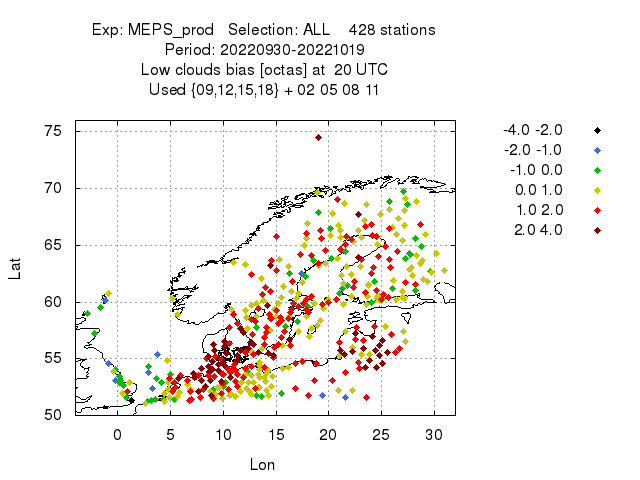 Exp: MEPS_prod   Selection: ALL    428 stations
Period: 20220930-20221019
Low clouds bias [octas] at  20 UTC
Used {09,12,15,18} + 02 05 08 11
75
70
65
60
55
50
Lat
0 5 10 15 20 25 30
Lon
-4.0 -2.0
-2.0 -1.0
-1.0 0.0
0.0 1.0
1.0 2.0
2.0 4.0